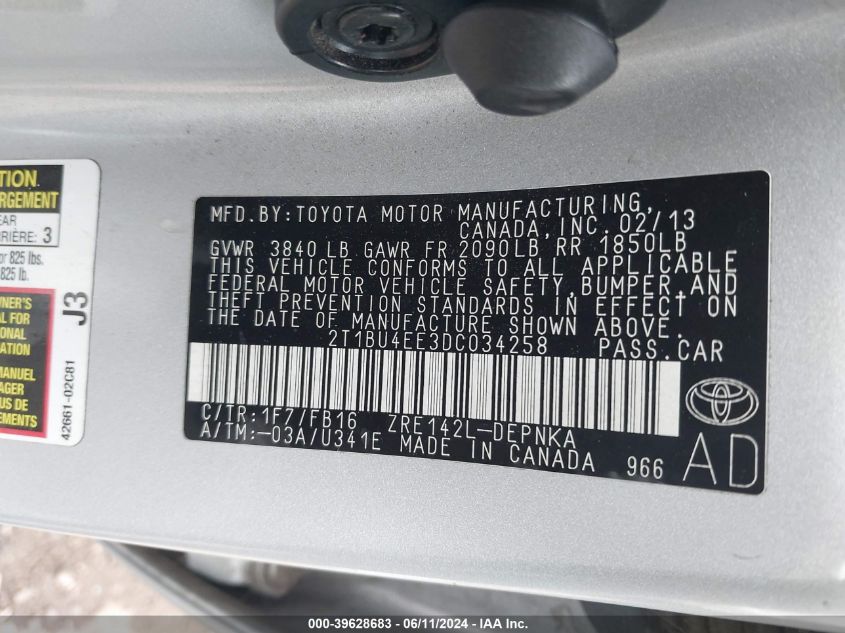 TION
RGEMENT
EAR
RRIÈRE: 3
or 825 lbs.
825 lb.
WNER'S
AL FOR
ONAL
ATION
MANUEL
AGER
US DE
EMENTS
J3
42661-02C81
MFD.BY:TOYOTA MOTOR MANUFACTURING,
CANADA, INC. 02/13
GVWR 3840 LB GAWR FR 2090LB RR 1850LB
THIS VEHICLE CONFORMS TO ALL APPLICABLE
FEDERAL MOTOR VEHICLE SAFETY, BUMPER, AND
THEFT PREVENTION STANDARDS IN EFFECT ON
THE DATE OF MANUFACTURE SHOWN ABOVE.
2T1BU4EE3DC034258 PASS.CAR
C/TR:1F7/FB16 ZRE142L-DEPNKA
A/TM:-03A/U341E MADE IN CANADA 966 AD
000-39628683 - 06/11/2024 - IAA Inc.